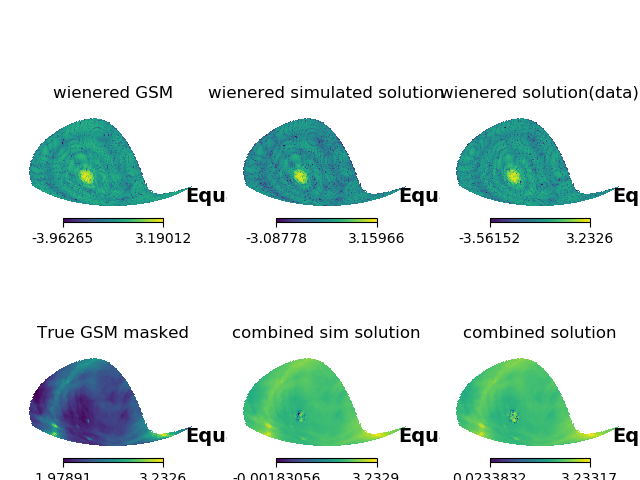 wienered GSM
wienered simulated solution
wienered solution(data)
Equ
Equ
Eq
-3.96265 3.19012
-3.08778 3.15966
-3.56152 3.2326
True GSM masked
combined sim solution
combined solution
Equ
Equ
Eq
1.97891 3.2326
-0.00183056 3.2329
0.0233832 3.23317